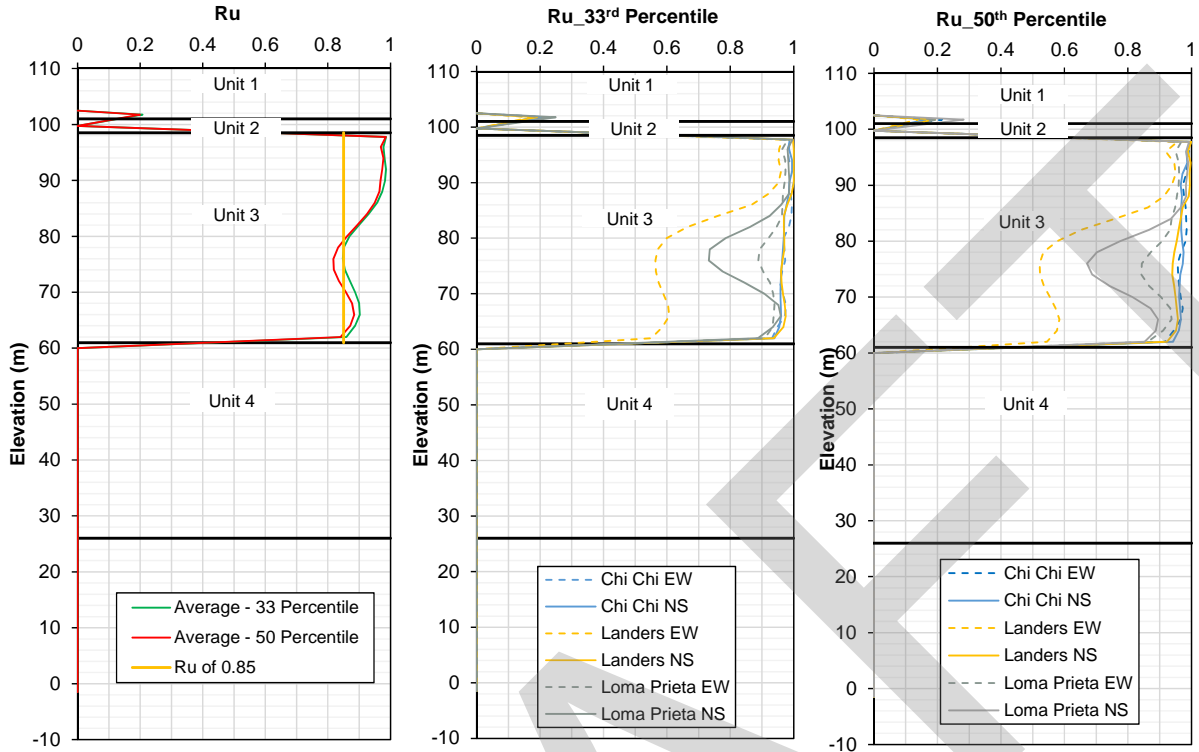 Ru
0 0.2 0.4 0.6 0.8 1
110
100
90
80
70
60
50
40
30
20
10
0
-10
Elevation (m)
Unit 1
Unit 2
Unit 3
Unit 4
Average - 33 Percentile
Average - 50 Percentile
Ru of 0.85
Ru_33rd Percentile
0 0.2 0.4 0.6 0.8 1
110
100
90
80
70
60
50
40
30
20
10
0
-10
Elevation (m)
Unit 1
Unit 2
Unit 3
Unit 4
Chi Chi EW
Chi Chi NS
Landers EW
Landers NS
Loma Prieta EW
Loma Prieta NS
Ru_50th Percentile
0 0.2 0.4 0.6 0.8 1
110
100
90
80
70
60
50
40
30
20
10
0
-10
Elevation (m)
Unit 1
Unit 2
Unit 3
Unit 4
Chi Chi EW
Chi Chi NS
Landers EW
Landers NS
Loma Prieta EW
Loma Prieta NS